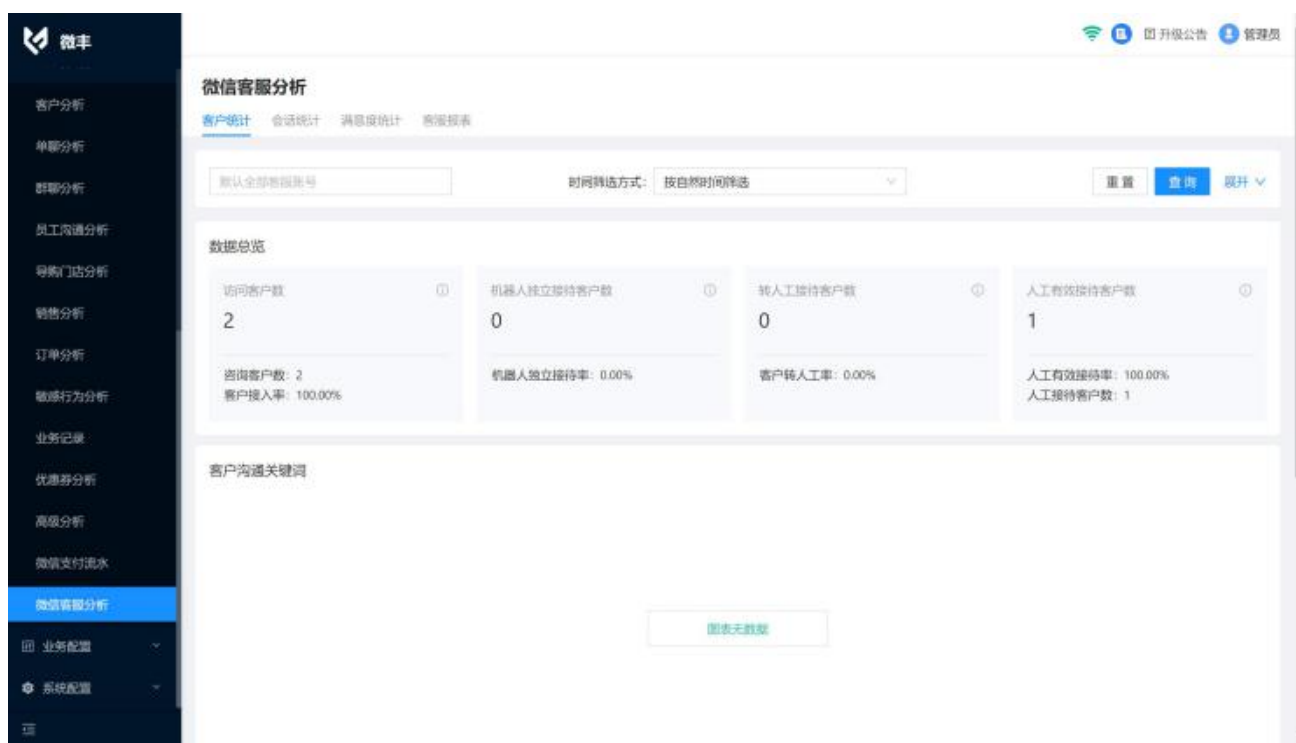 微丰
升级公告
管理员
客户分析
单聊分析
群聊分析
员工沟通分析
导购门店分析
销售分析
订单分析
敏感行为分析
业务记录
优惠券分析
高级分析
微信支付流水
微信客服分析
业务配置
系统配置
微信客服分析
客户统计 会话统计 满意度统计 客服报表
默认全部客服账号
时间筛选方式: 按自然时间筛选
重置 查询 展开
数据总览
访问客户数
2
咨询客户数: 2
客户接入率: 100.00%
机器人独立接待客户数
0
机器人独立接待率: 0.00%
转人工接待客户数
0
客户转人工率: 0.00%
人工有效接待客户数
1
人工有效接待率: 100.00%
人工接待客户数: 1
客户沟通关键词
图表无数据